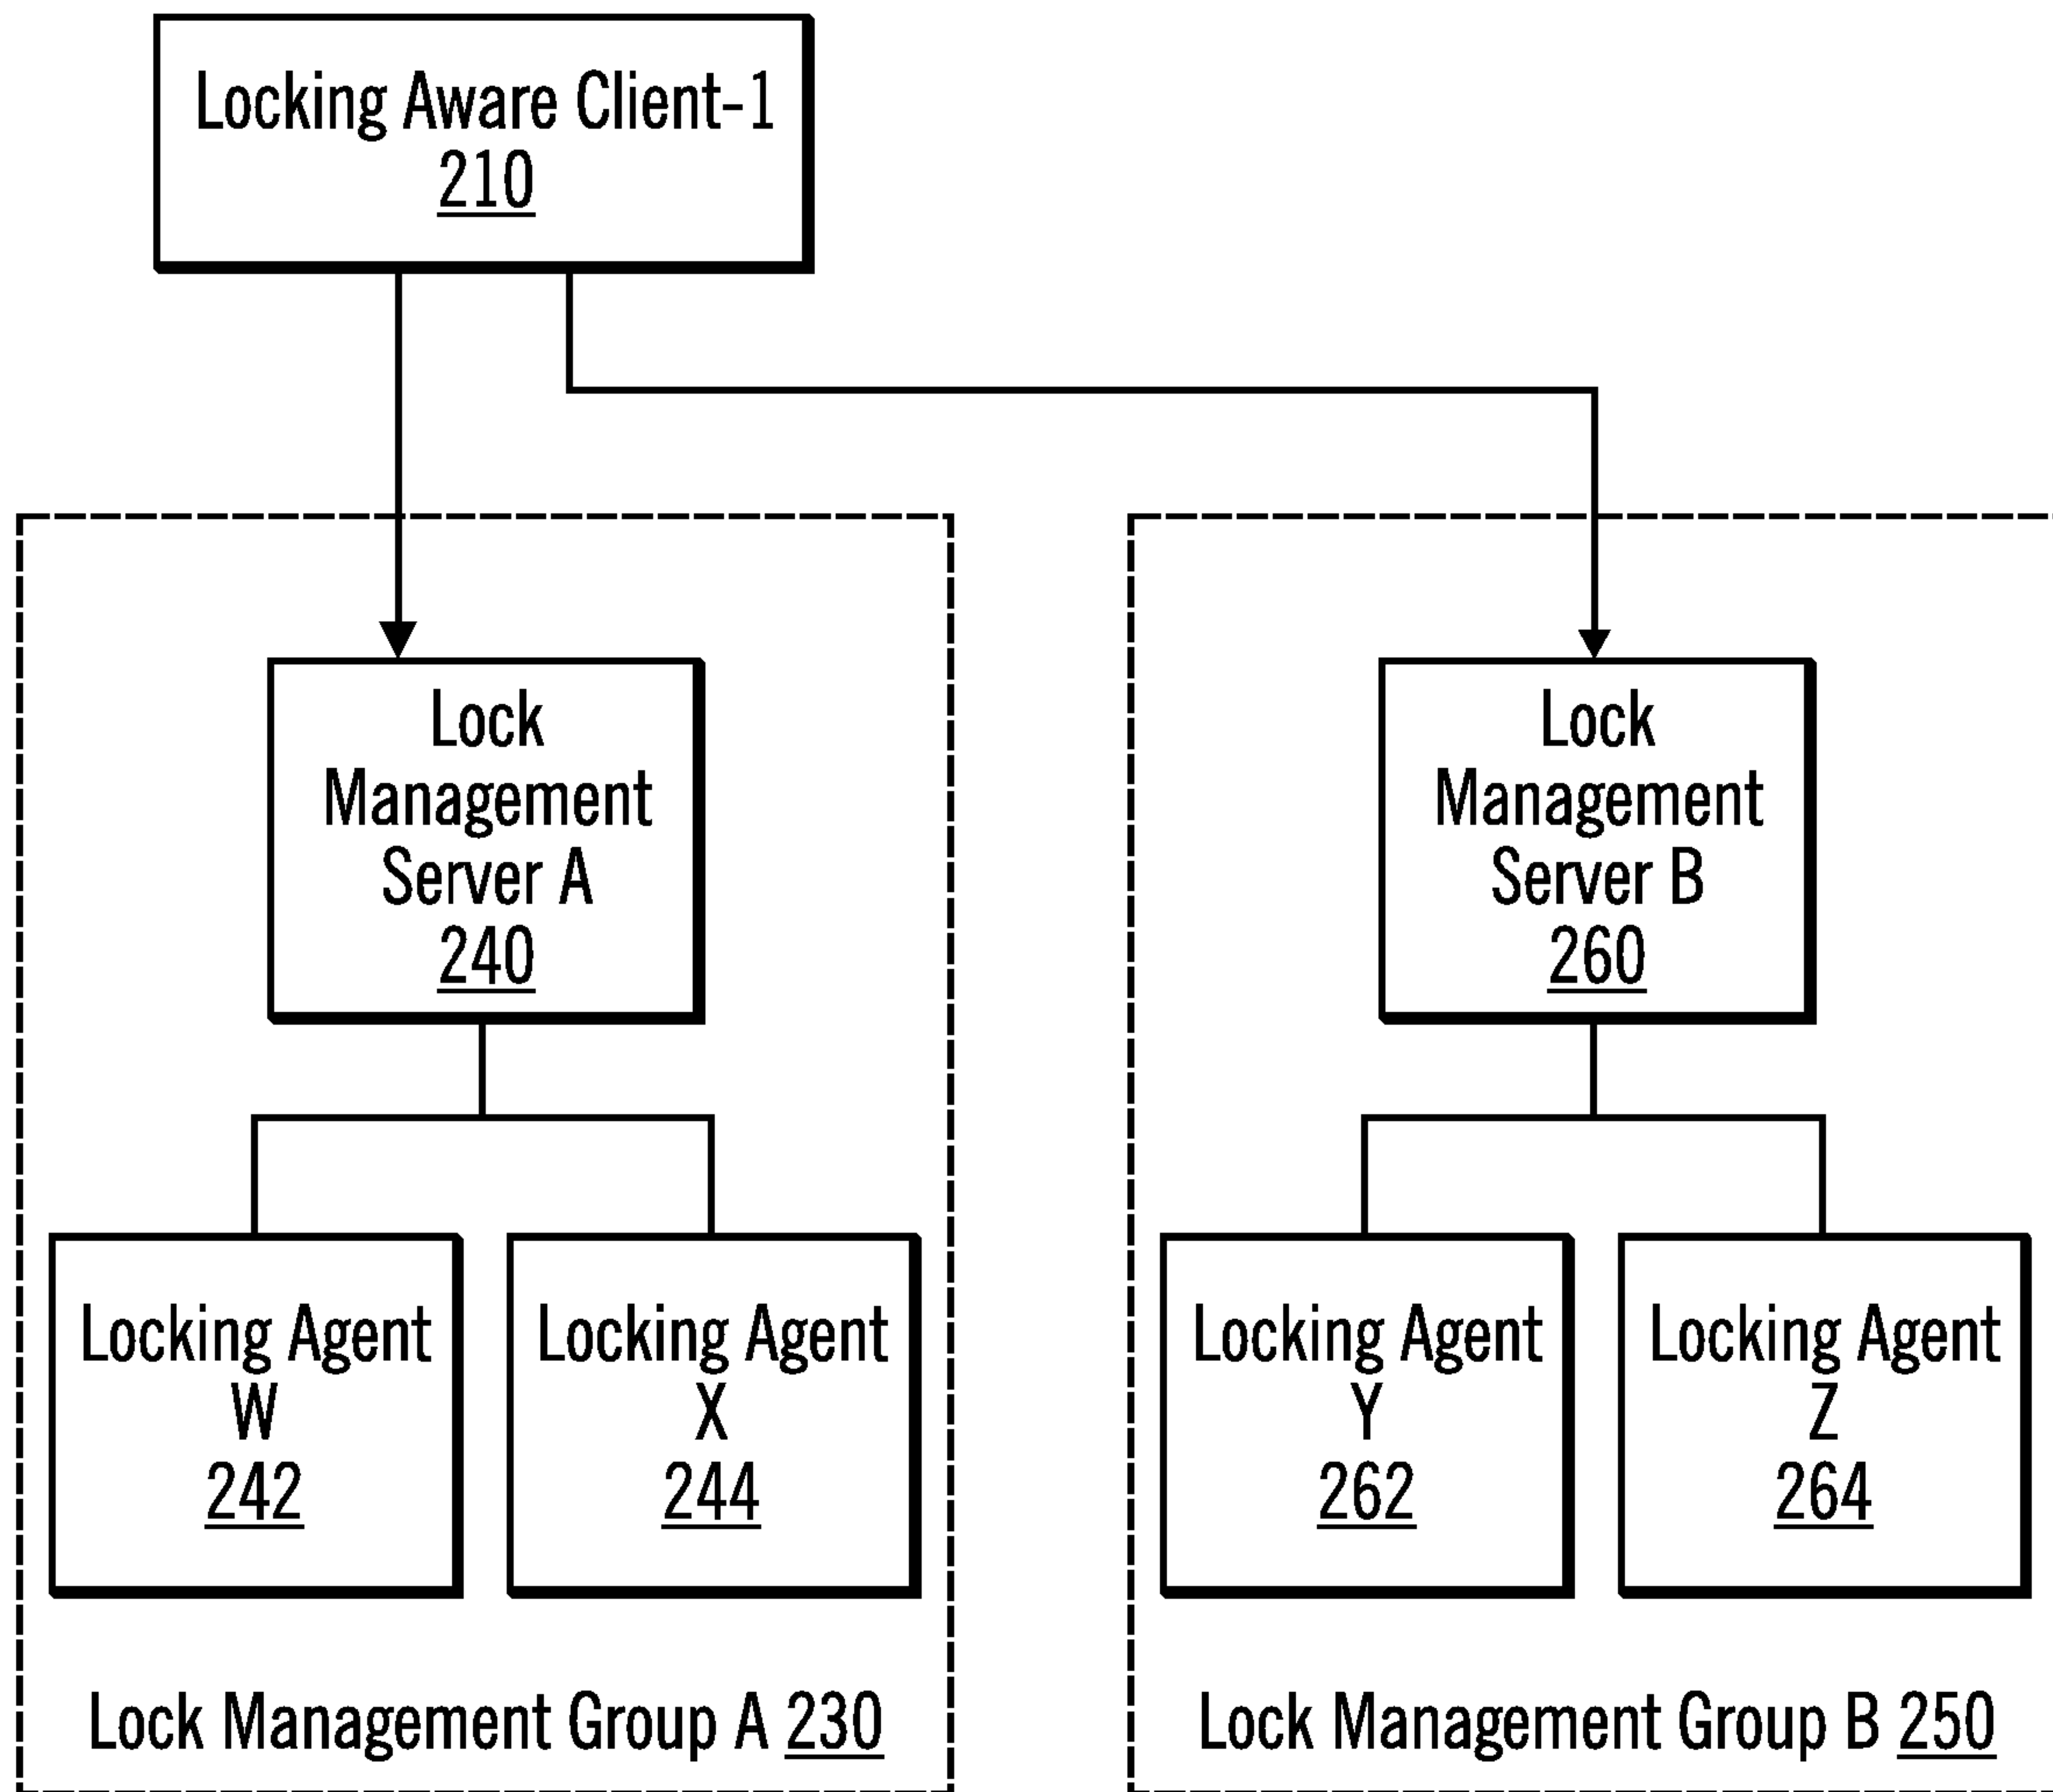 Locking Aware Client-1
210
Lock
Management
Server A
240
Lock
Management
Server B
260
Locking Agent
W
242
Locking Agent
X
244
Locking Agent
Y
262
Locking Agent
Z
264
Lock Management Group A 230
Lock Management Group B 250